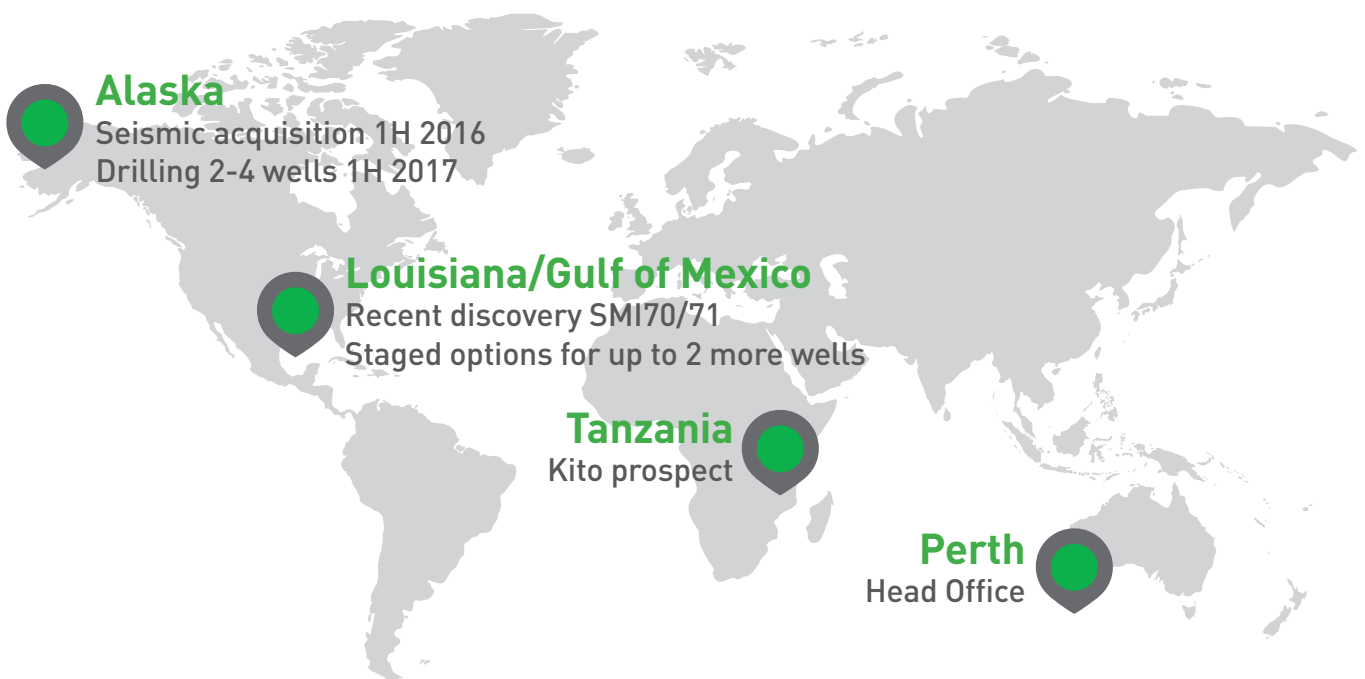 Alaska
Seismic acquisition 1H 2016
Drilling 2-4 wells 1H 2017
Louisiana/Gulf of Mexico
Recent discovery SMI70/71
Staged options for up to 2 more wells
Tanzania
Kito prospect
Perth
Head Office